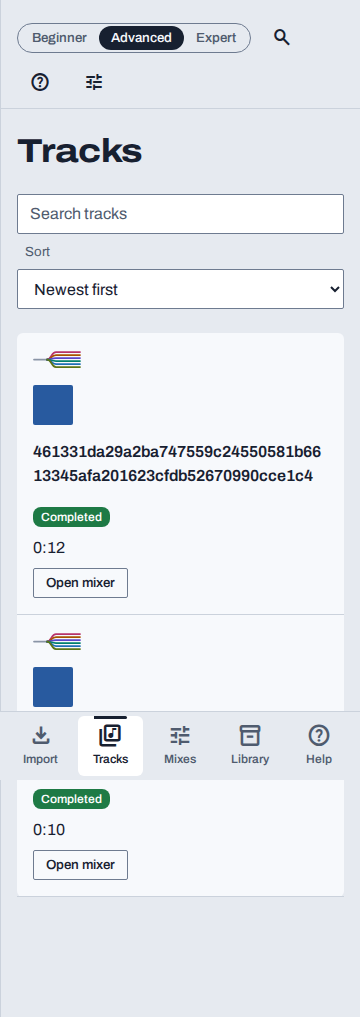 Beginner Advanced Expert
Tracks
Search tracks
Sort
Newest first
461331da29a2ba747559c24550581b66
13345afa201623cfdb52670990cce1c4
Completed
0:12
Open mixer
Import Tracks Mixes Library Help
Completed
0:10
Open mixer